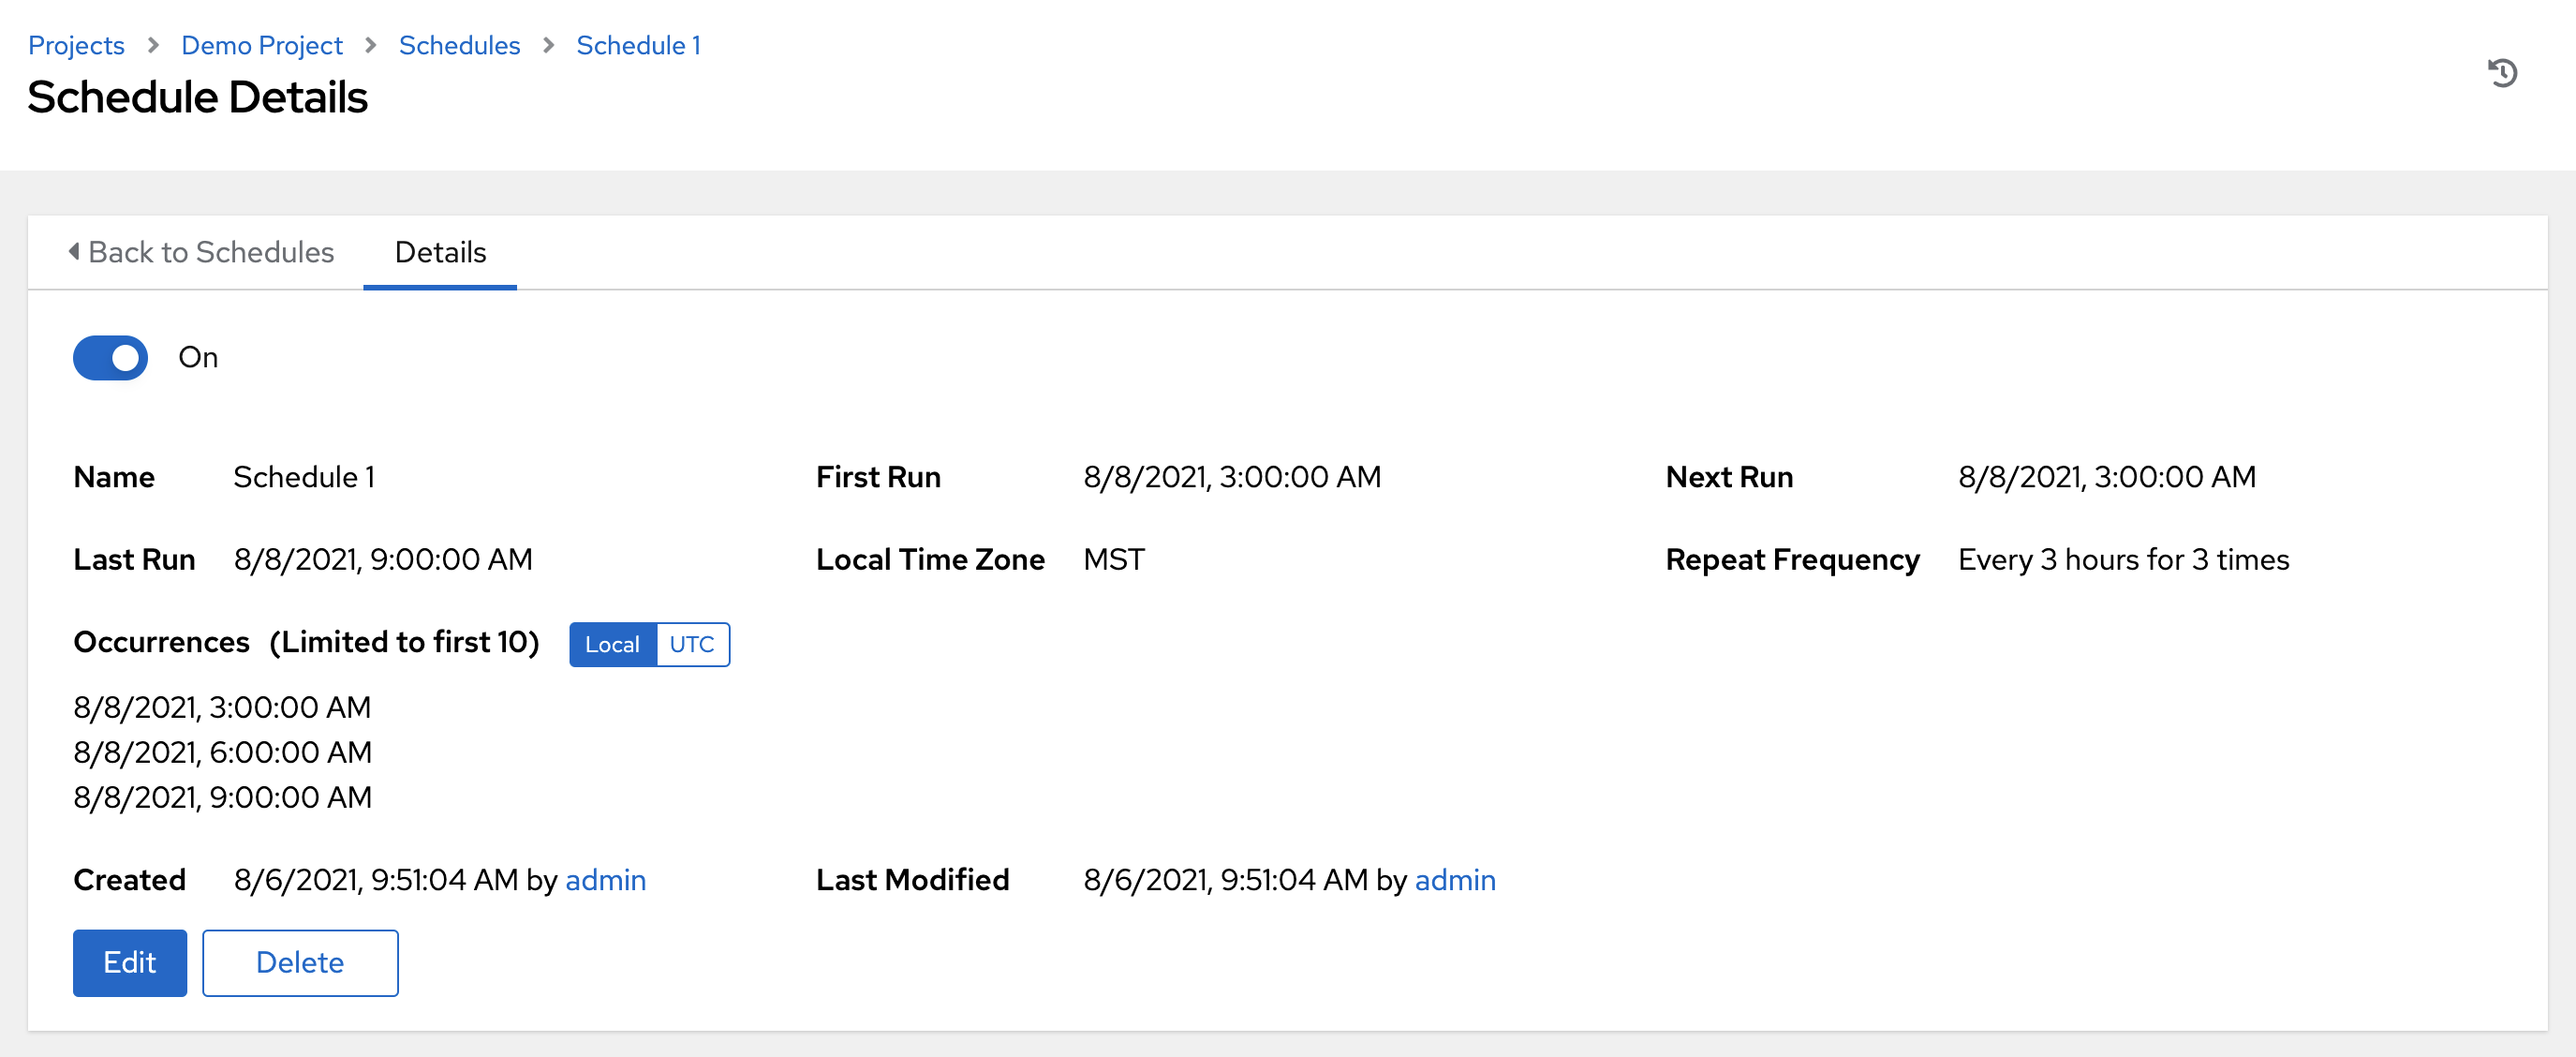 Projects > Demo Project > Schedules > Schedule 1
Schedule Details
Back to Schedules Details
On
Name Schedule 1 First Run 8/8/2021, 3:00:00 AM Next Run 8/8/2021, 3:00:00 AM
Last Run 8/8/2021, 9:00:00 AM Local Time Zone MST Repeat Frequency Every 3 hours for 3 times
Occurrences (Limited to first 10) Local UTC
8/8/2021, 3:00:00 AM
8/8/2021, 6:00:00 AM
8/8/2021, 9:00:00 AM
Created 8/6/2021, 9:51:04 AM by admin Last Modified 8/6/2021, 9:51:04 AM by admin
Edit Delete